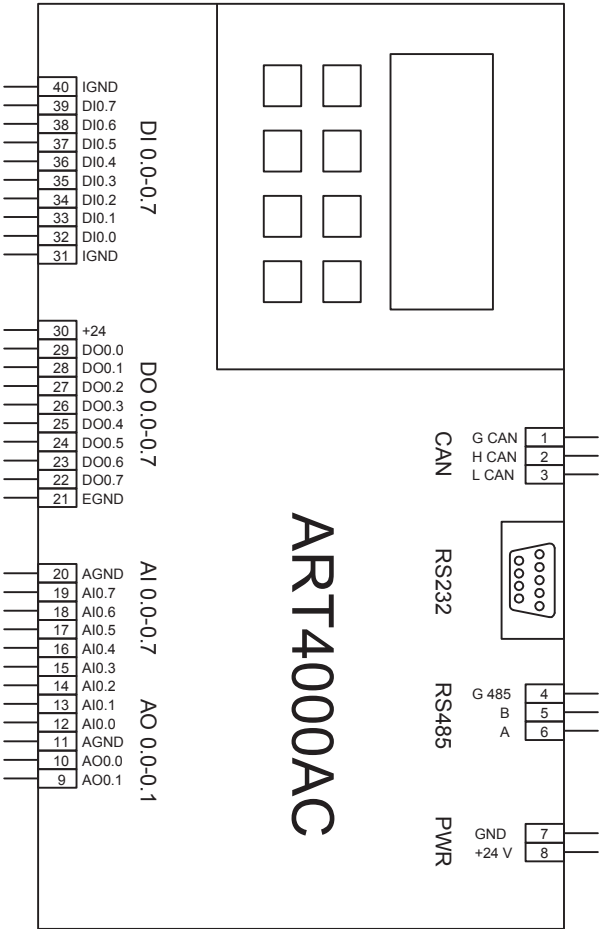 40 IGND
39 DI0.7
38 DI0.6
37 DI0.5
36 DI0.4
35 DI0.3
34 DI0.2
33 DI0.1
32 DI0.0
31 IGND
DI 0.0-0.7
30 +24
29 DO0.0
28 DO0.1
27 DO0.2
26 DO0.3
25 DO0.4
24 DO0.5
23 DO0.6
22 DO0.7
21 EGND
DO 0.0-0.7
20 AGND
19 AI0.7
18 AI0.6
17 AI0.5
16 AI0.4
15 AI0.3
14 AI0.2
13 AI0.1
12 AI0.0
11 AGND
10 AO0.0
9 AO0.1
AI 0.0-0.7
AO 0.0-0.1
ART4000AC
CAN
G CAN 1
H CAN 2
L CAN 3
RS232
RS485
G 485 4
B 5
A 6
PWR
GND 7
+24 V 8